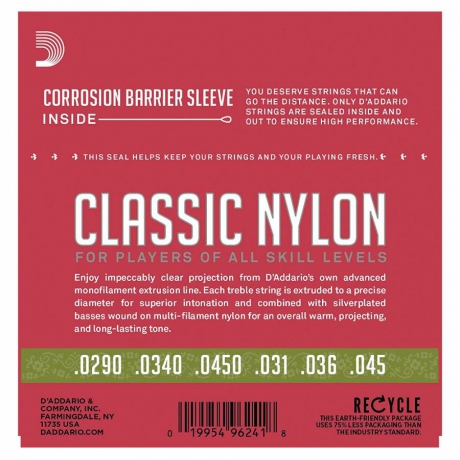 CORROSION BARRIER SLEEVE
INSIDE
YOU DESERVE STRINGS THAT CAN
GO THE DISTANCE. ONLY D'ADDARIO
STRINGS ARE SEALED INSIDE AND
OUT TO ENSURE HIGH PERFORMANCE.
THIS SEAL HELPS KEEP YOUR STRINGS AND YOUR PLAYING FRESH.
CLASSIC NYLON
FOR PLAYERS OF ALL SKILL LEVELS
Enjoy impeccably clear projection from D'Addario's own advanced
monofilament extrusion line. Each treble string is extruded to a precise
diameter for superior intonation and combined with silverplated
basses wound on multi-filament nylon for an overall warm, projecting,
and long-lasting tone.
.0290 .0340 .0450 .031 .036 .045
D'ADDARIO &
COMPANY, INC.
FARMINGDALE, NY
11735 USA
DADDARIO.COM
0 19954 96241 8
RECYCLE
THIS EARTH-FRIENDLY PACKAGE
USES 75% LESS PACKAGING THAN
THE INDUSTRY STANDARD.